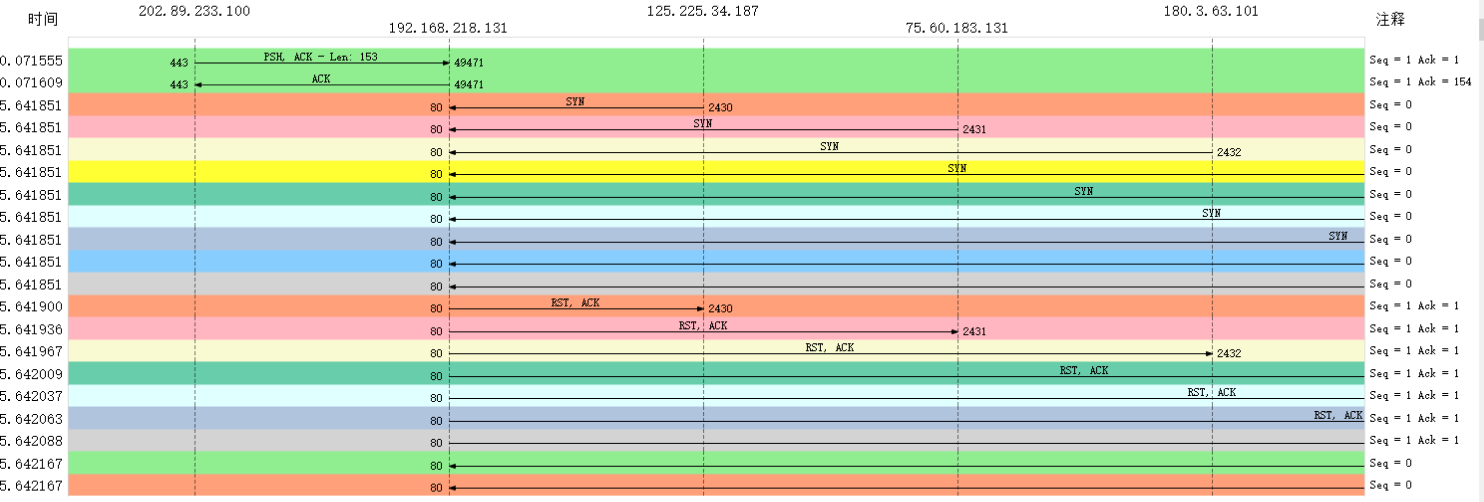 202.89.233.100 125.225.34.187 180.3.63.101
时间 192.168.218.131 75.60.183.131 注释
0.071555 443 PSH, ACK - Len: 153 49471 Seq = 1 Ack = 1
0.071609 443 ACK 49471 Seq = 1 Ack = 154
5.641851 80 SYN 2430 Seq = 0
5.641851 80 SYN 2431 Seq = 0
5.641851 80 SYN 2432 Seq = 0
5.641851 80 SYN Seq = 0
5.641851 80 SYN Seq = 0
5.641851 80 SYN Seq = 0
5.641851 80 SYN Seq = 0
5.641851 80 Seq = 0
5.641851 80 Seq = 0
5.641900 80 RST, ACK 2430 Seq = 1 Ack = 1
5.641936 80 RST, ACK 2431 Seq = 1 Ack = 1
5.641967 80 RST, ACK 2432 Seq = 1 Ack = 1
5.642009 80 RST, ACK Seq = 1 Ack = 1
5.642037 80 RST, ACK Seq = 1 Ack = 1
5.642063 80 RST, ACK Seq = 1 Ack = 1
5.642088 80 Seq = 1 Ack = 1
5.642167 80 Seq = 0
5.642167 80 Seq = 0